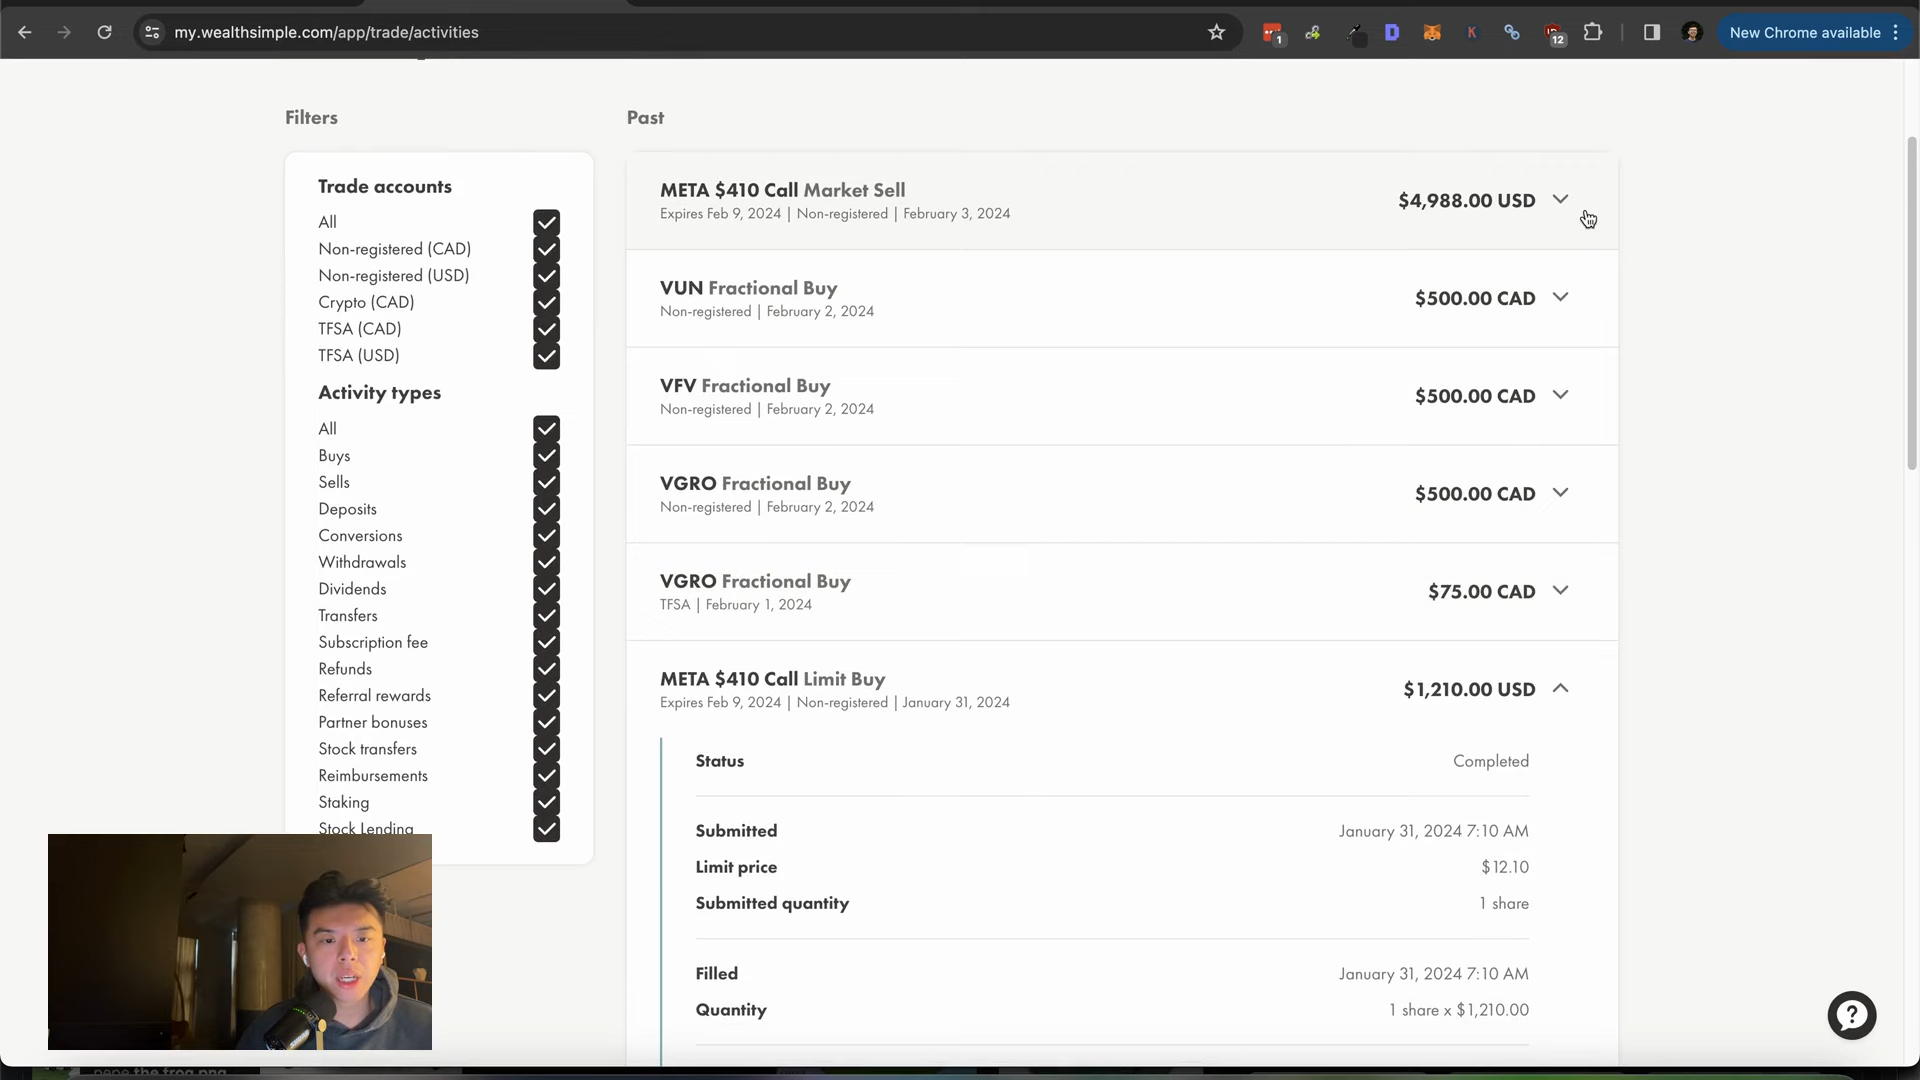 my.wealthsimple.com/app/trade/activities
1
D
K
12
New Chrome available
Filters
Past
Trade accounts
All
Non-registered (CAD)
Non-registered (USD)
Crypto (CAD)
TFSA (CAD)
TFSA (USD)
Activity types
All
Buys
Sells
Deposits
Conversions
Withdrawals
Dividends
Transfers
Subscription fee
Refunds
Referral rewards
Partner bonuses
Stock transfers
Reimbursements
Staking
Stock Lending
META $410 Call Market Sell
Expires Feb 9, 2024 | Non-registered | February 3, 2024
$4,988.00 USD
VUN Fractional Buy
Non-registered | February 2, 2024
$500.00 CAD
VFV Fractional Buy
Non-registered | February 2, 2024
$500.00 CAD
VGRO Fractional Buy
Non-registered | February 2, 2024
$500.00 CAD
VGRO Fractional Buy
TFSA | February 1, 2024
$75.00 CAD
META $410 Call Limit Buy
Expires Feb 9, 2024 | Non-registered | January 31, 2024
$1,210.00 USD
Status Completed
Submitted January 31, 2024 7:10 AM
Limit price $12.10
Submitted quantity 1 share
Filled January 31, 2024 7:10 AM
Quantity 1 share x $1,210.00
?
pepe the frog png